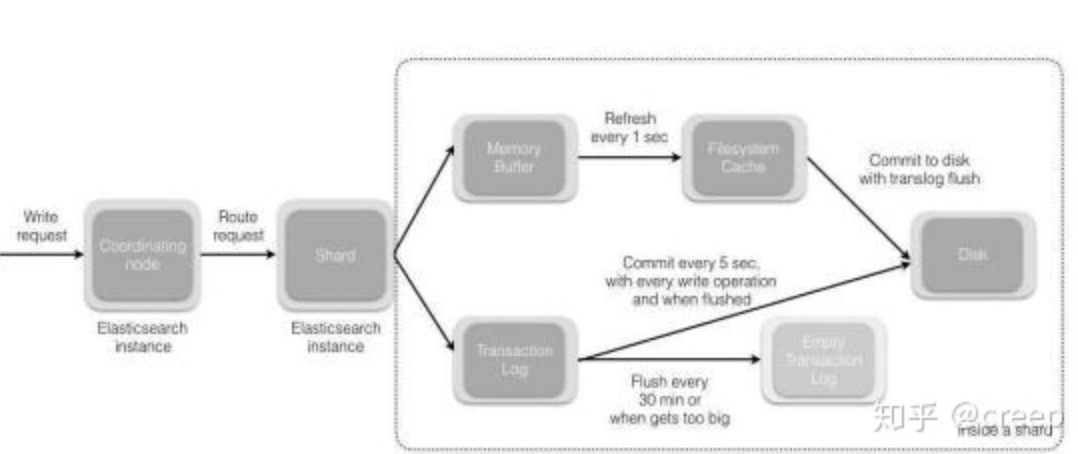 Write
request
Coordinating
node
Elasticsearch
instance
Route
request
Shard
Elasticsearch
instance
Memory
Buffer
Refresh
every 1 sec
Filesystem
Cache
Commit to disk
with translog flush
Disk
Commit every 5 sec,
with every write operation
and when flushed
Transaction
Log
Flush every
30 min or
when gets too big
Empty
Transaction
Log
知乎 @creep
Inside a shard